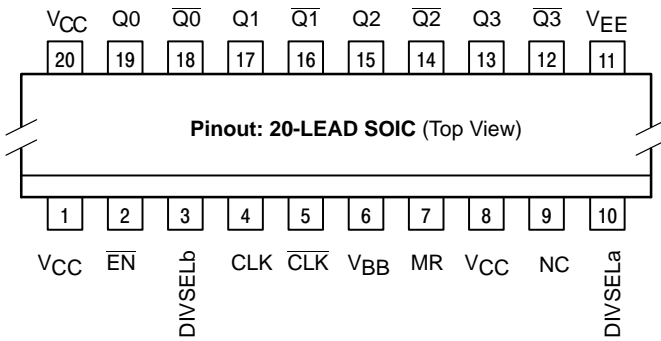 VCC Q0 Q0 Q1 Q1 Q2 Q2 Q3 Q3 VEE
20 19 18 17 16 15 14 13 12 11
Pinout: 20-LEAD SOIC (Top View)
1 2 3 4 5 6 7 8 9 10
VCC EN DIVSELb CLK CLK VBB MR VCC NC DIVSELa